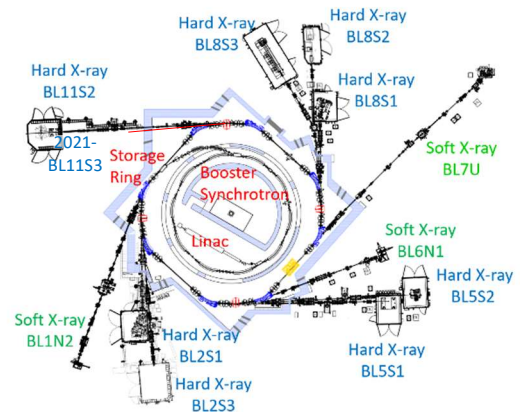 Hard X-ray
BL8S3
Hard X-ray
BL8S2
Hard X-ray
BL11S2
Hard X-ray
BL8S1
2021-
BL11S3
Storage
Ring
Booster
Synchrotron
Soft X-ray
BL7U
Linac
Soft X-ray
BL6N1
Hard X-ray
BL5S2
Soft X-ray
BL1N2
Hard X-ray
BL2S1
Hard X-ray
BL5S1
Hard X-ray
BL2S3